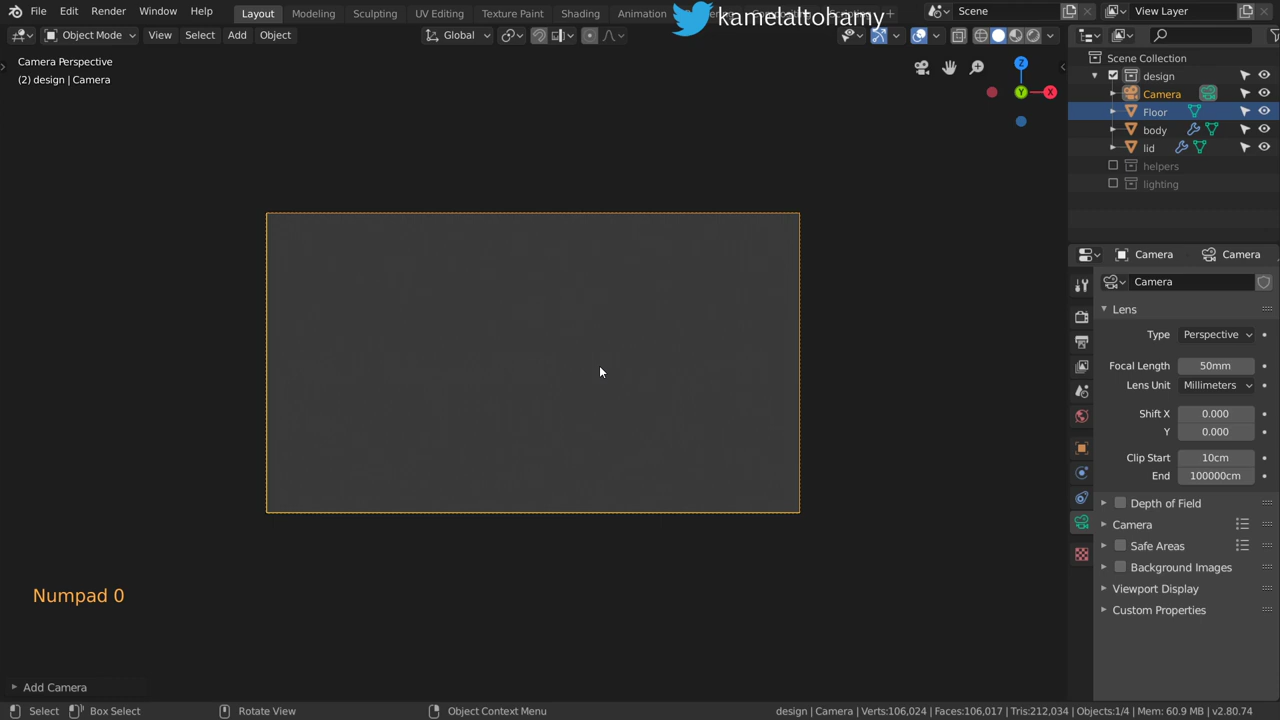 File Edit Render Window Help Layout Modeling Sculpting UV Editing Texture Paint Shading Animation + Scene View Layer
kamelaltohamy
Object Mode View Select Add Object Global
Camera Perspective
(2) design | Camera
Z
Y
X
Scene Collection
design
Camera
Floor
body
lid
helpers
lighting
Camera Camera
Camera
Lens
Type Perspective
Focal Length 50mm
Lens Unit Millimeters
Shift X 0.000
Y 0.000
Clip Start 10cm
End 100000cm
Depth of Field
Camera
Safe Areas
Background Images
Viewport Display
Custom Properties
Numpad 0
Add Camera
Select Box Select Rotate View Object Context Menu design | Camera | Verts:106,024 | Faces:106,017 | Tris:212,034 | Objects:1/4 | Mem: 60.9 MB | v2.80.74